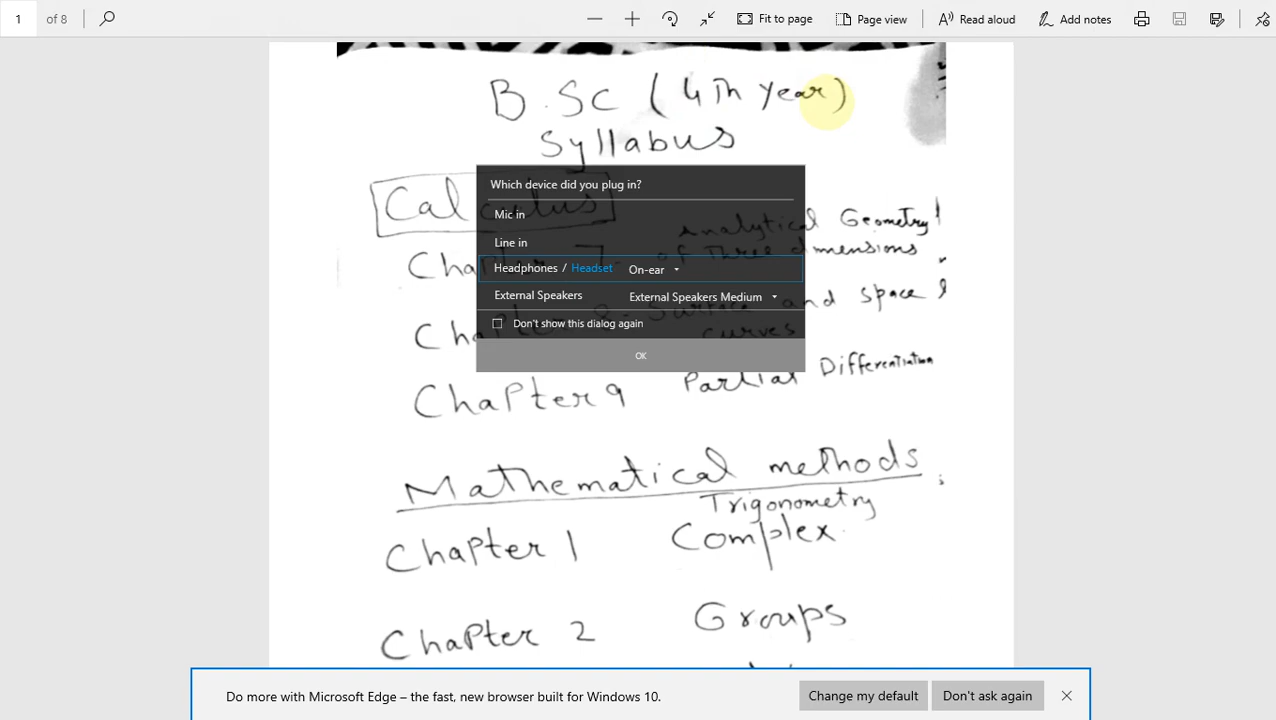 1 of 8 Fit to page Page view Read aloud Add notes
B.SC (4th year)
Syllabus
Calculus
Which device did you plug in?
Mic in
Line in
Headphones / Headset On-ear
External Speakers External Speakers Medium
Don't show this dialog again
OK
Chapter 7 - Analytical Geometry
of Three dimensions
Surface and space
curves
Chapter 9 Partial Differentiation
Mathematical methods
Trigonometry
Chapter 1 Complex
Chapter 2 Groups
Do more with Microsoft Edge – the fast, new browser built for Windows 10. Change my default Don't ask again